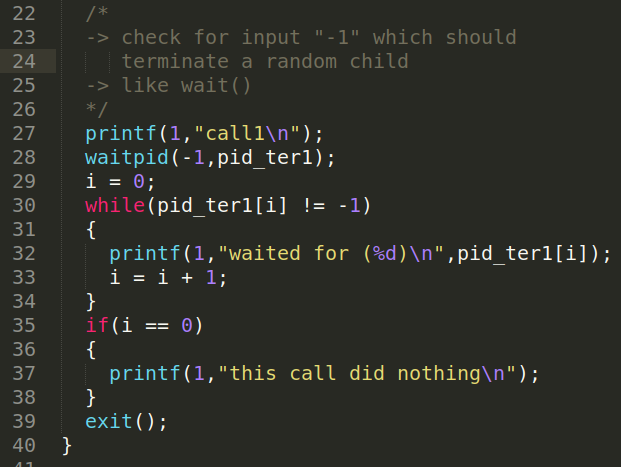 22 /*
23 -> check for input "-1" which should
24 terminate a random child
25 -> like wait()
26 */
27 printf(1,"call1\n");
28 waitpid(-1,pid_ter1);
29 i = 0;
30 while(pid_ter1[i] != -1)
31 {
32 printf(1,"waited for (%d)\n",pid_ter1[i]);
33 i = i + 1;
34 }
35 if(i == 0)
36 {
37 printf(1,"this call did nothing\n");
38 }
39 exit();
40 }
41